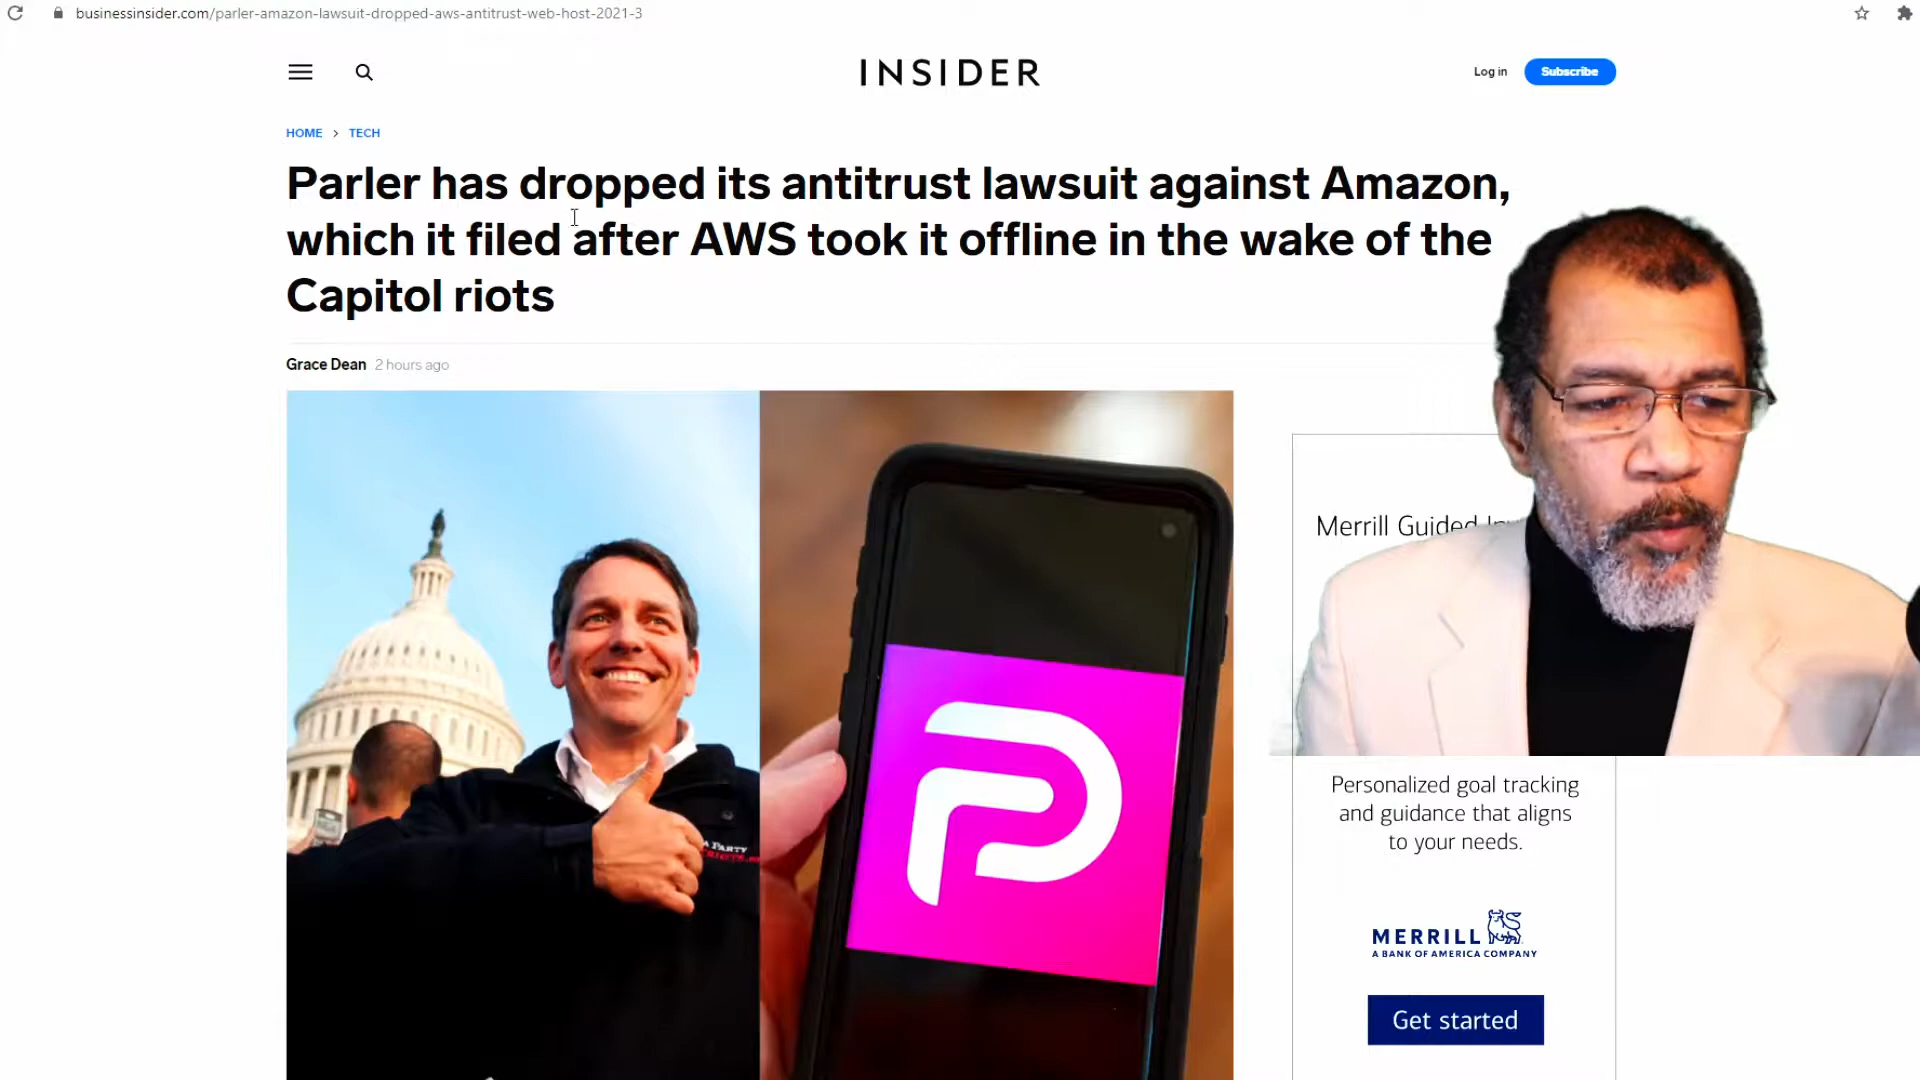 businessinsider.com/parler-amazon-lawsuit-dropped-aws-antitrust-web-host-2021-3
INSIDER
Log in
Subscribe
HOME > TECH
Parler has dropped its antitrust lawsuit against Amazon,
which it filed after AWS took it offline in the wake of the
Capitol riots
Grace Dean 2 hours ago
Merrill Guided
A PARTY
Personalized goal tracking
and guidance that aligns
to your needs.
MERRILL
A BANK OF AMERICA COMPANY
Get started